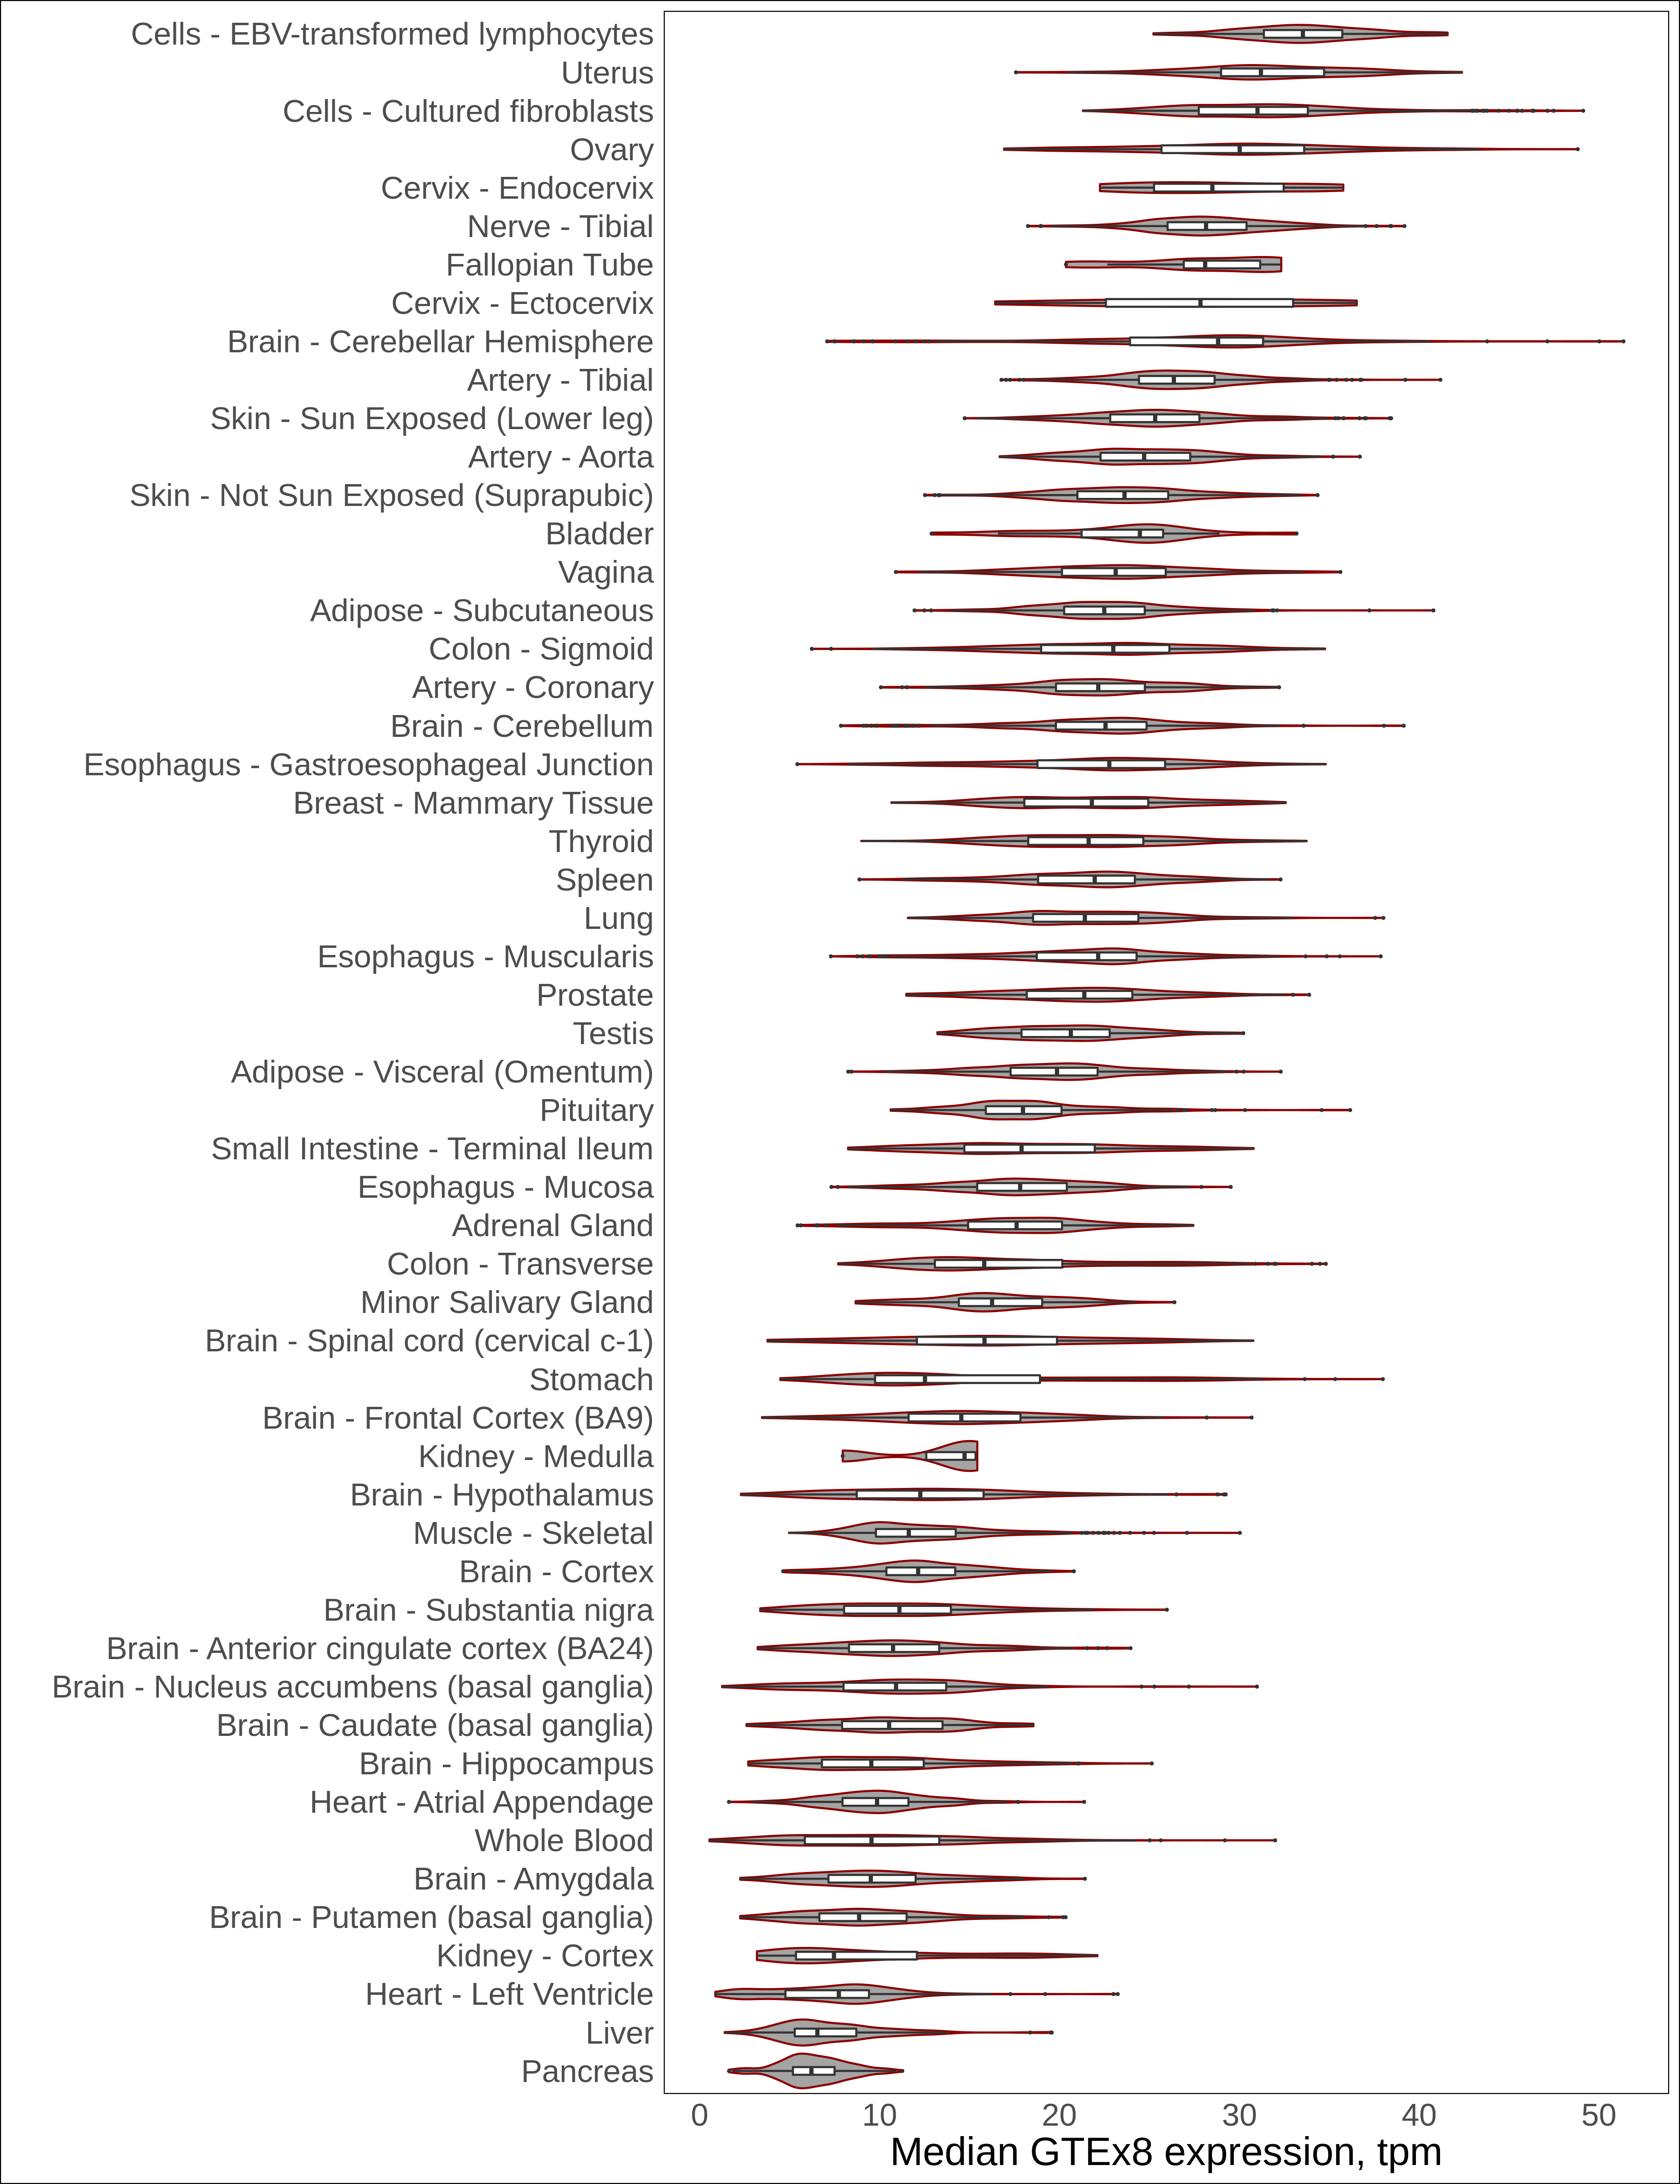 Cells - EBV-transformed lymphocytes
Uterus
Cells - Cultured fibroblasts
Ovary
Cervix - Endocervix
Nerve - Tibial
Fallopian Tube
Cervix - Ectocervix
Brain - Cerebellar Hemisphere
Artery - Tibial
Skin - Sun Exposed (Lower leg)
Artery - Aorta
Skin - Not Sun Exposed (Suprapubic)
Bladder
Vagina
Adipose - Subcutaneous
Colon - Sigmoid
Artery - Coronary
Brain - Cerebellum
Esophagus - Gastroesophageal Junction
Breast - Mammary Tissue
Thyroid
Spleen
Lung
Esophagus - Muscularis
Prostate
Testis
Adipose - Visceral (Omentum)
Pituitary
Small Intestine - Terminal Ileum
Esophagus - Mucosa
Adrenal Gland
Colon - Transverse
Minor Salivary Gland
Brain - Spinal cord (cervical c-1)
Stomach
Brain - Frontal Cortex (BA9)
Kidney - Medulla
Brain - Hypothalamus
Muscle - Skeletal
Brain - Cortex
Brain - Substantia nigra
Brain - Anterior cingulate cortex (BA24)
Brain - Nucleus accumbens (basal ganglia)
Brain - Caudate (basal ganglia)
Brain - Hippocampus
Heart - Atrial Appendage
Whole Blood
Brain - Amygdala
Brain - Putamen (basal ganglia)
Kidney - Cortex
Heart - Left Ventricle
Liver
Pancreas
0 10 20 30 40 50
Median GTEx8 expression, tpm